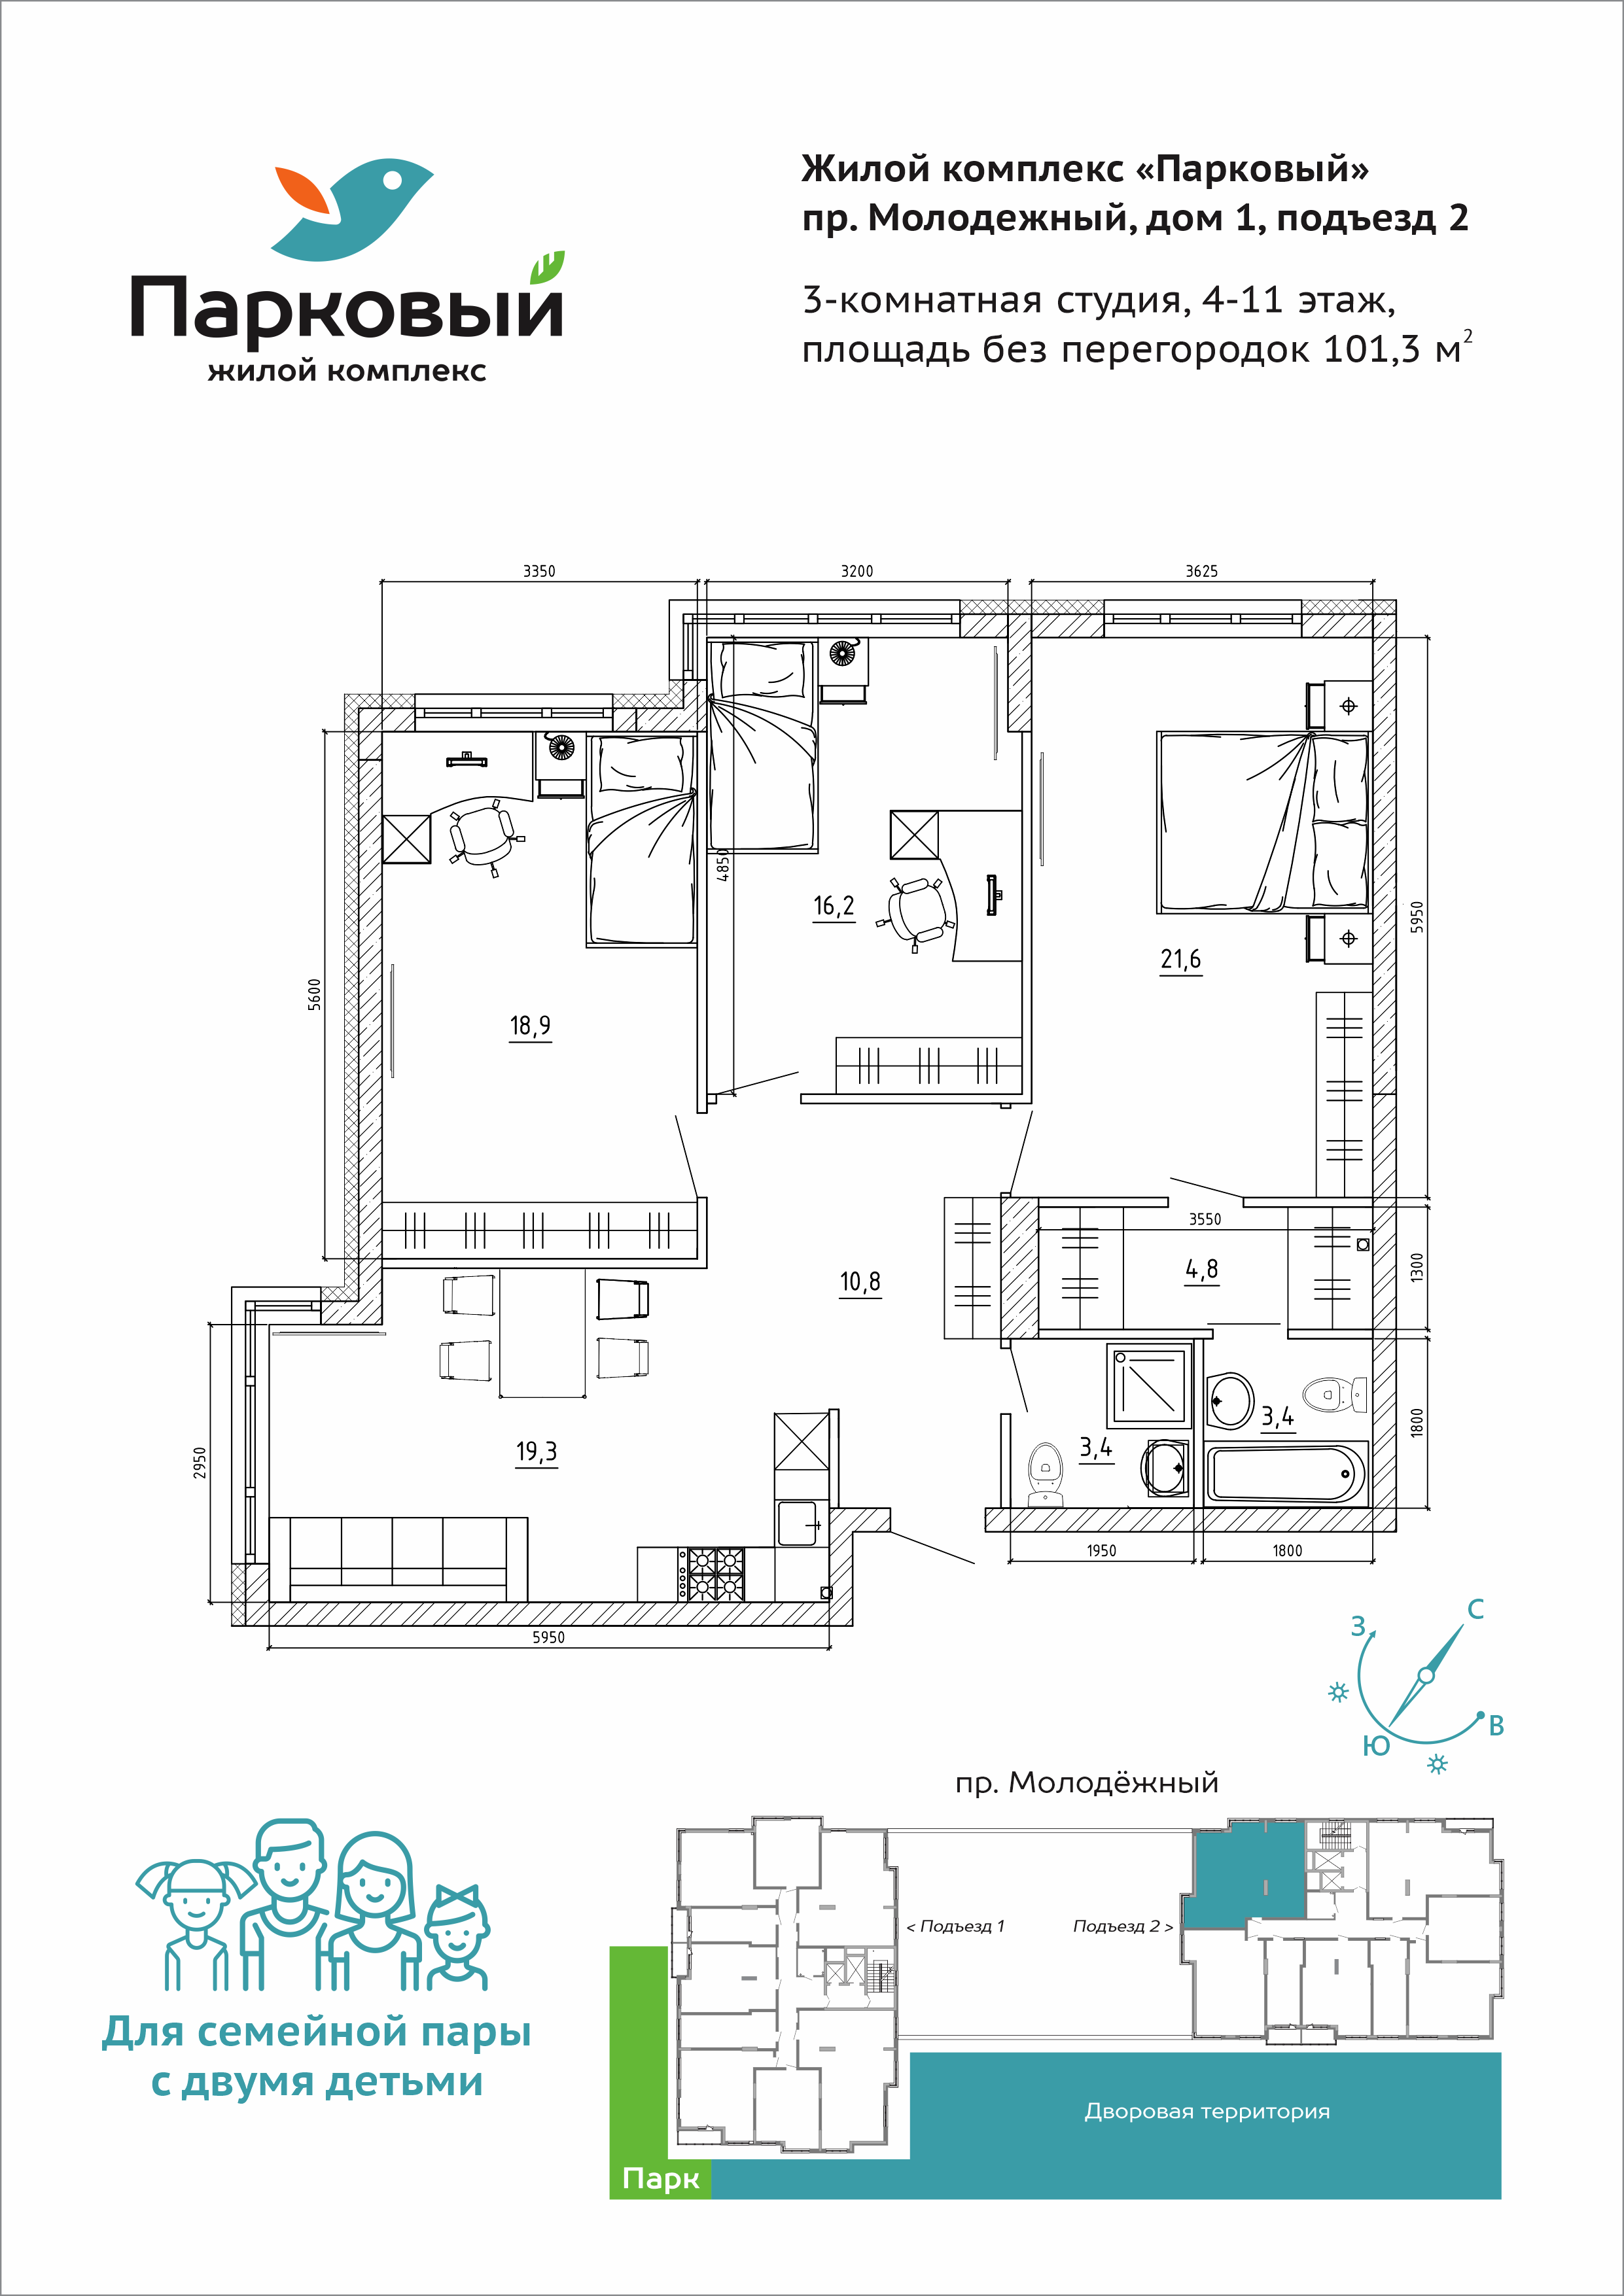 Парковый
жилой комплекс
Жилой комплекс «Парковый»
пр. Молодежный, дом 1, подъезд 2
3-комнатная студия, 4-11 этаж,
площадь без перегородок 101,3 м²
3350
3200
3625
4850
16,2
5950
21,6
5600
18,9
3550
4,8
1300
10,8
2950
19,3
3,4
3,4
1800
1950
1800
5950
С
З
В
Ю
пр. Молодёжный
< Подъезд 1
Подъезд 2 >
Для семейной пары
с двумя детьми
Дворовая территория
Парк